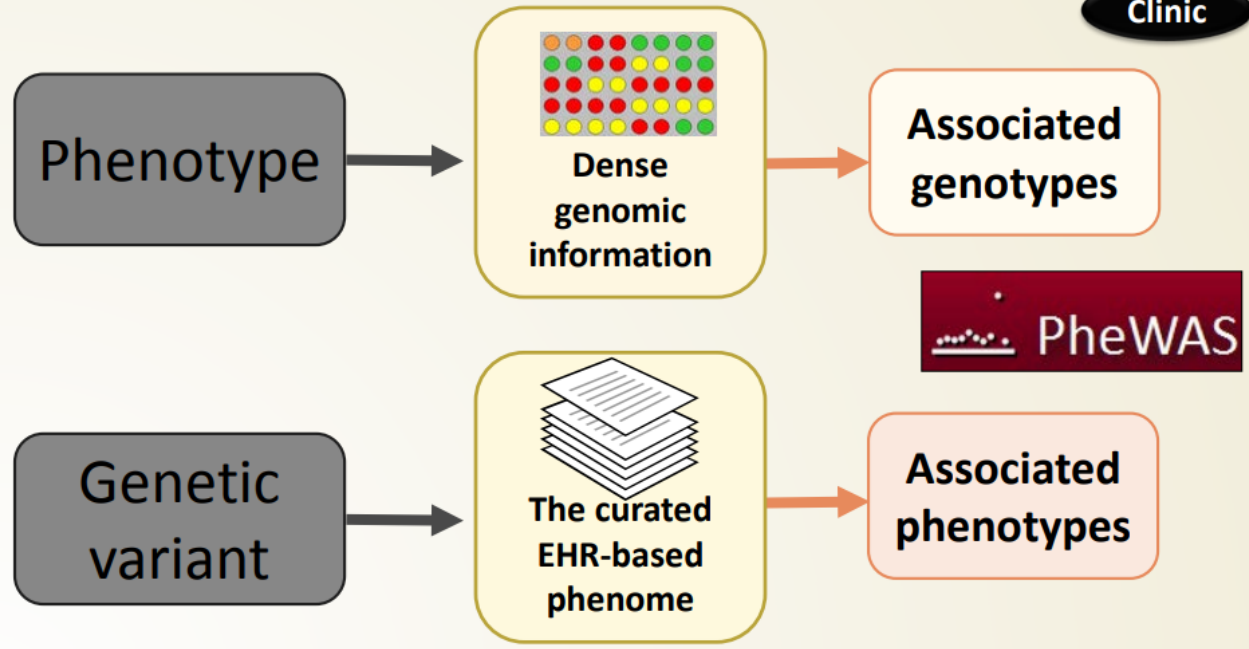 Clinic
Phenotype
Dense
genomic
information
Associated
genotypes
PheWAS
Genetic
variant
The curated
EHR-based
phenome
Associated
phenotypes